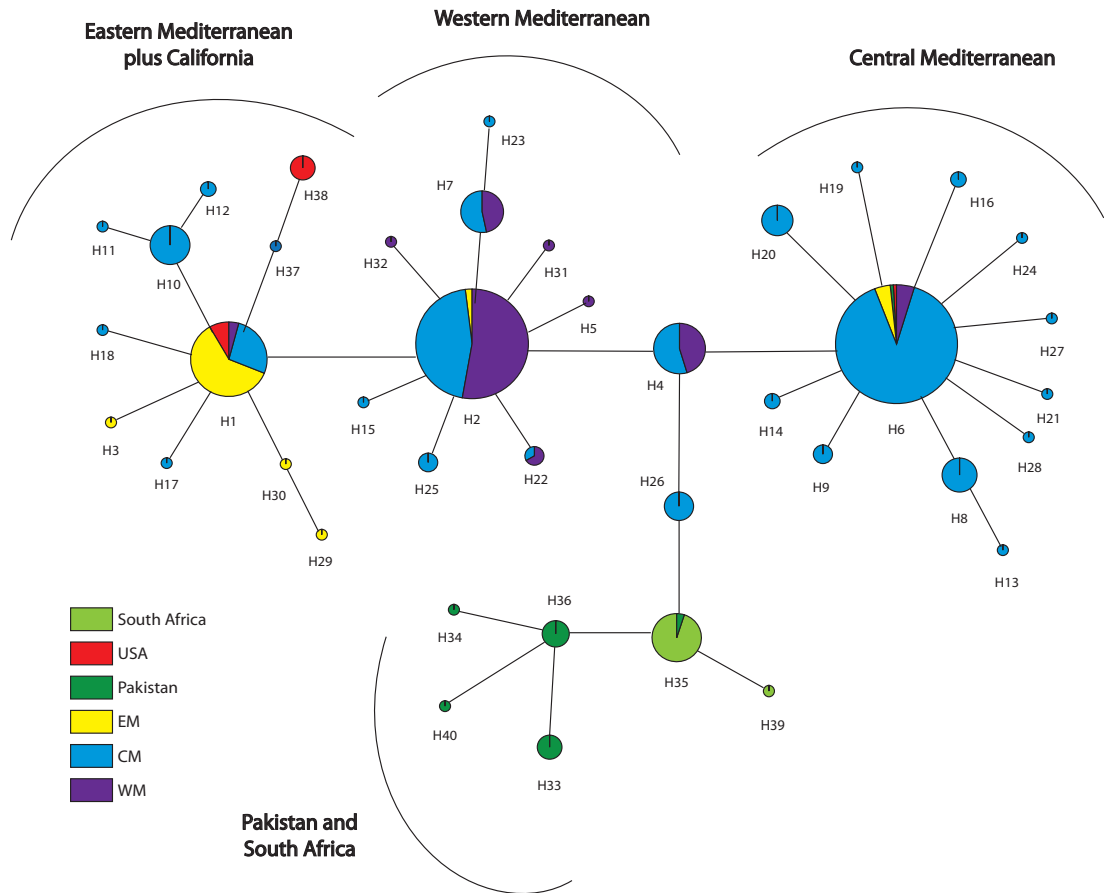 Western Mediterranean
Eastern Mediterranean
plus California
Central Mediterranean
H23
H7
H19
H16
H12
H38
H11
H32
H31
H20
H24
H10
H37
H5
H27
H18
H4
H15
H2
H14
H6
H21
H1
H3
H28
H17
H30
H25
H22
H26
H9
H8
H29
H13
South Africa
USA
Pakistan
EM
CM
WM
H36
H34
H35
H39
H40
H33
Pakistan and
South Africa